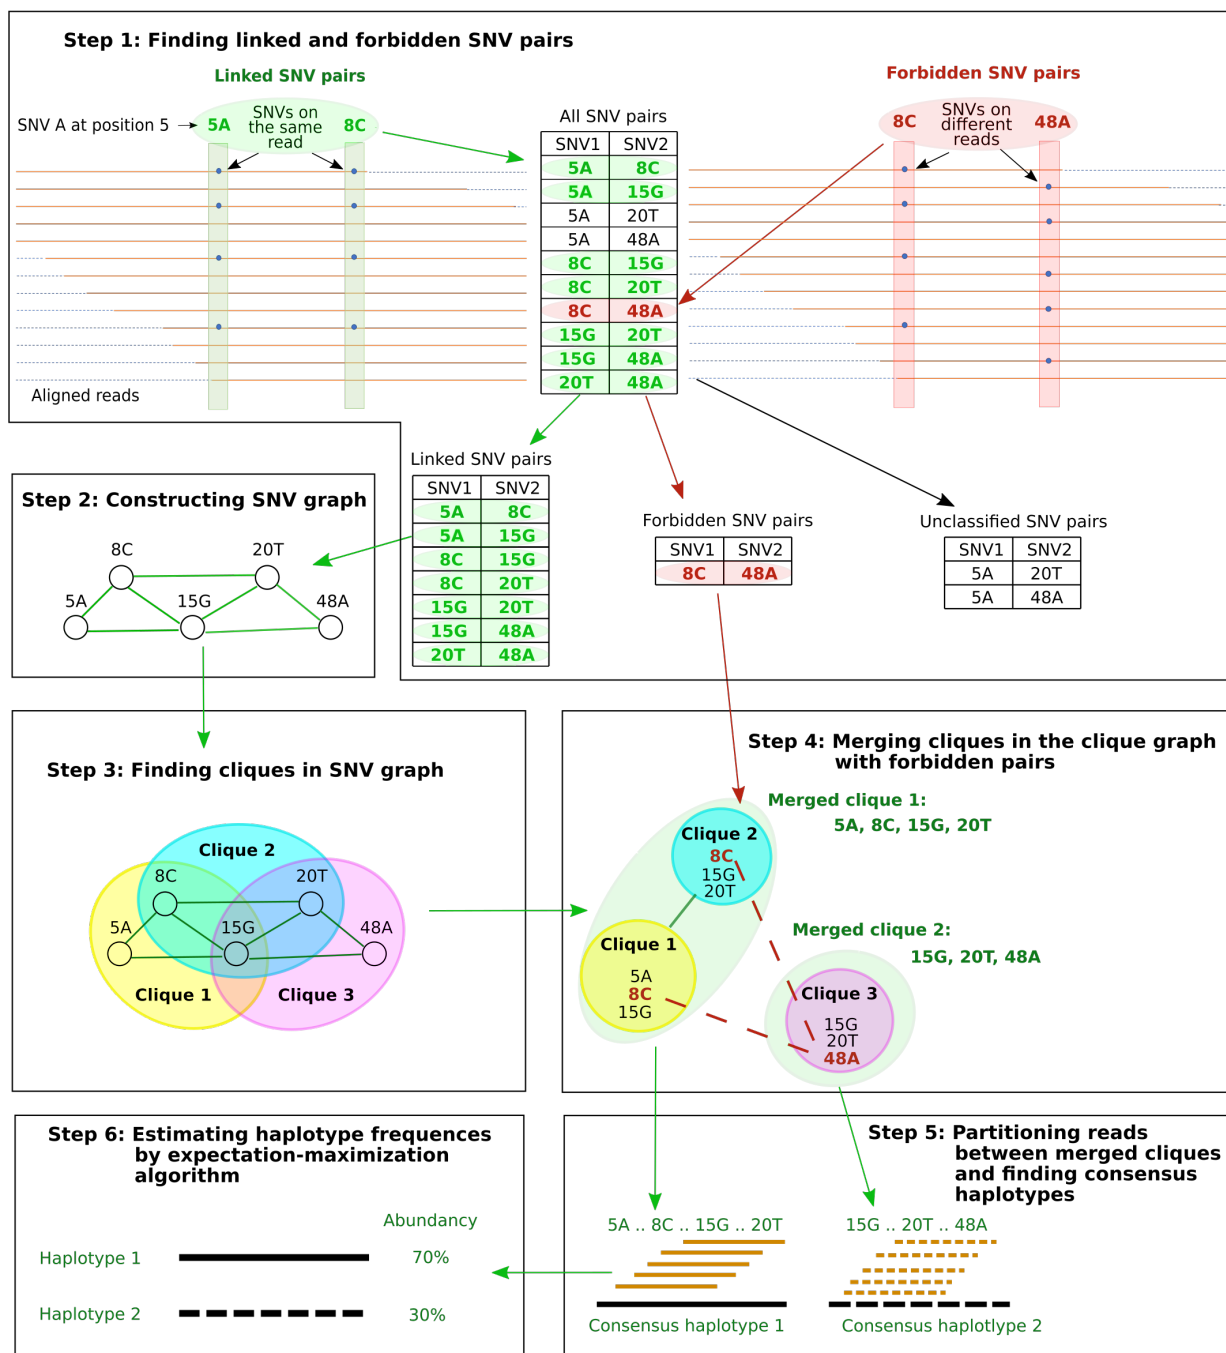 Step 1: Finding linked and forbidden SNV pairs
Linked SNV pairs
SNV A at position 5
5A
SNVs on
the same
read
8C
Aligned reads
All SNV pairs
SNV1 SNV2
5A 8C
5A 15G
5A 20T
5A 48A
8C 15G
8C 20T
8C 48A
15G 20T
15G 48A
20T 48A
Forbidden SNV pairs
8C
SNVs on
different
reads
48A
Linked SNV pairs
SNV1 SNV2
5A 8C
5A 15G
8C 15G
8C 20T
15G 20T
15G 48A
20T 48A
Forbidden SNV pairs
SNV1 SNV2
8C 48A
Unclassified SNV pairs
SNV1 SNV2
5A 20T
5A 48A
Step 2: Constructing SNV graph
8C 20T
5A 15G 48A
Step 3: Finding cliques in SNV graph
Clique 2
8C 20T
5A 15G 48A
Clique 1 Clique 3
Step 4: Merging cliques in the clique graph
with forbidden pairs
Merged clique 1:
5A, 8C, 15G, 20T
Clique 2
8C
15G
20T
Clique 1
5A
8C
15G
Merged clique 2:
15G, 20T, 48A
Clique 3
15G
20T
48A
Step 5: Partitioning reads
between merged cliques
and finding consensus
haplotypes
5A .. 8C .. 15G .. 20T
Consensus haplotype 1
15G .. 20T .. 48A
Consensus haplotlype 2
Step 6: Estimating haplotype frequences
by expectation-maximization
algorithm
Abundancy
Haplotype 1 70%
Haplotype 2 30%